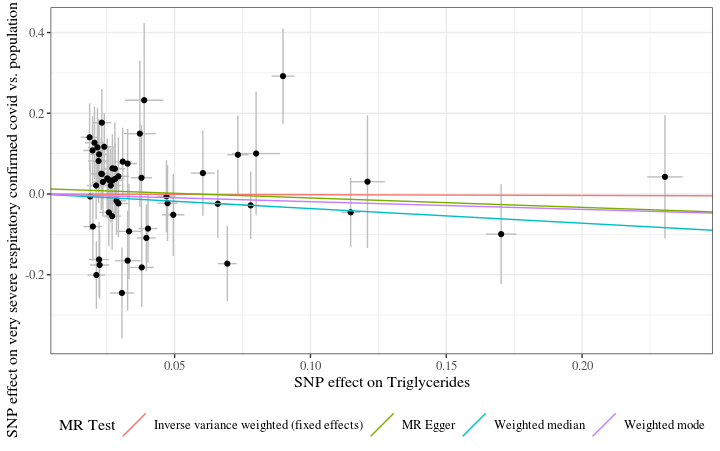 SNP effect on very severe respiratory confirmed covid vs. population
0.4
0.2
0.0
-0.2
0.05
0.10
0.15
0.20
SNP effect on Triglycerides
MR Test
Inverse variance weighted (fixed effects)
MR Egger
Weighted median
Weighted mode